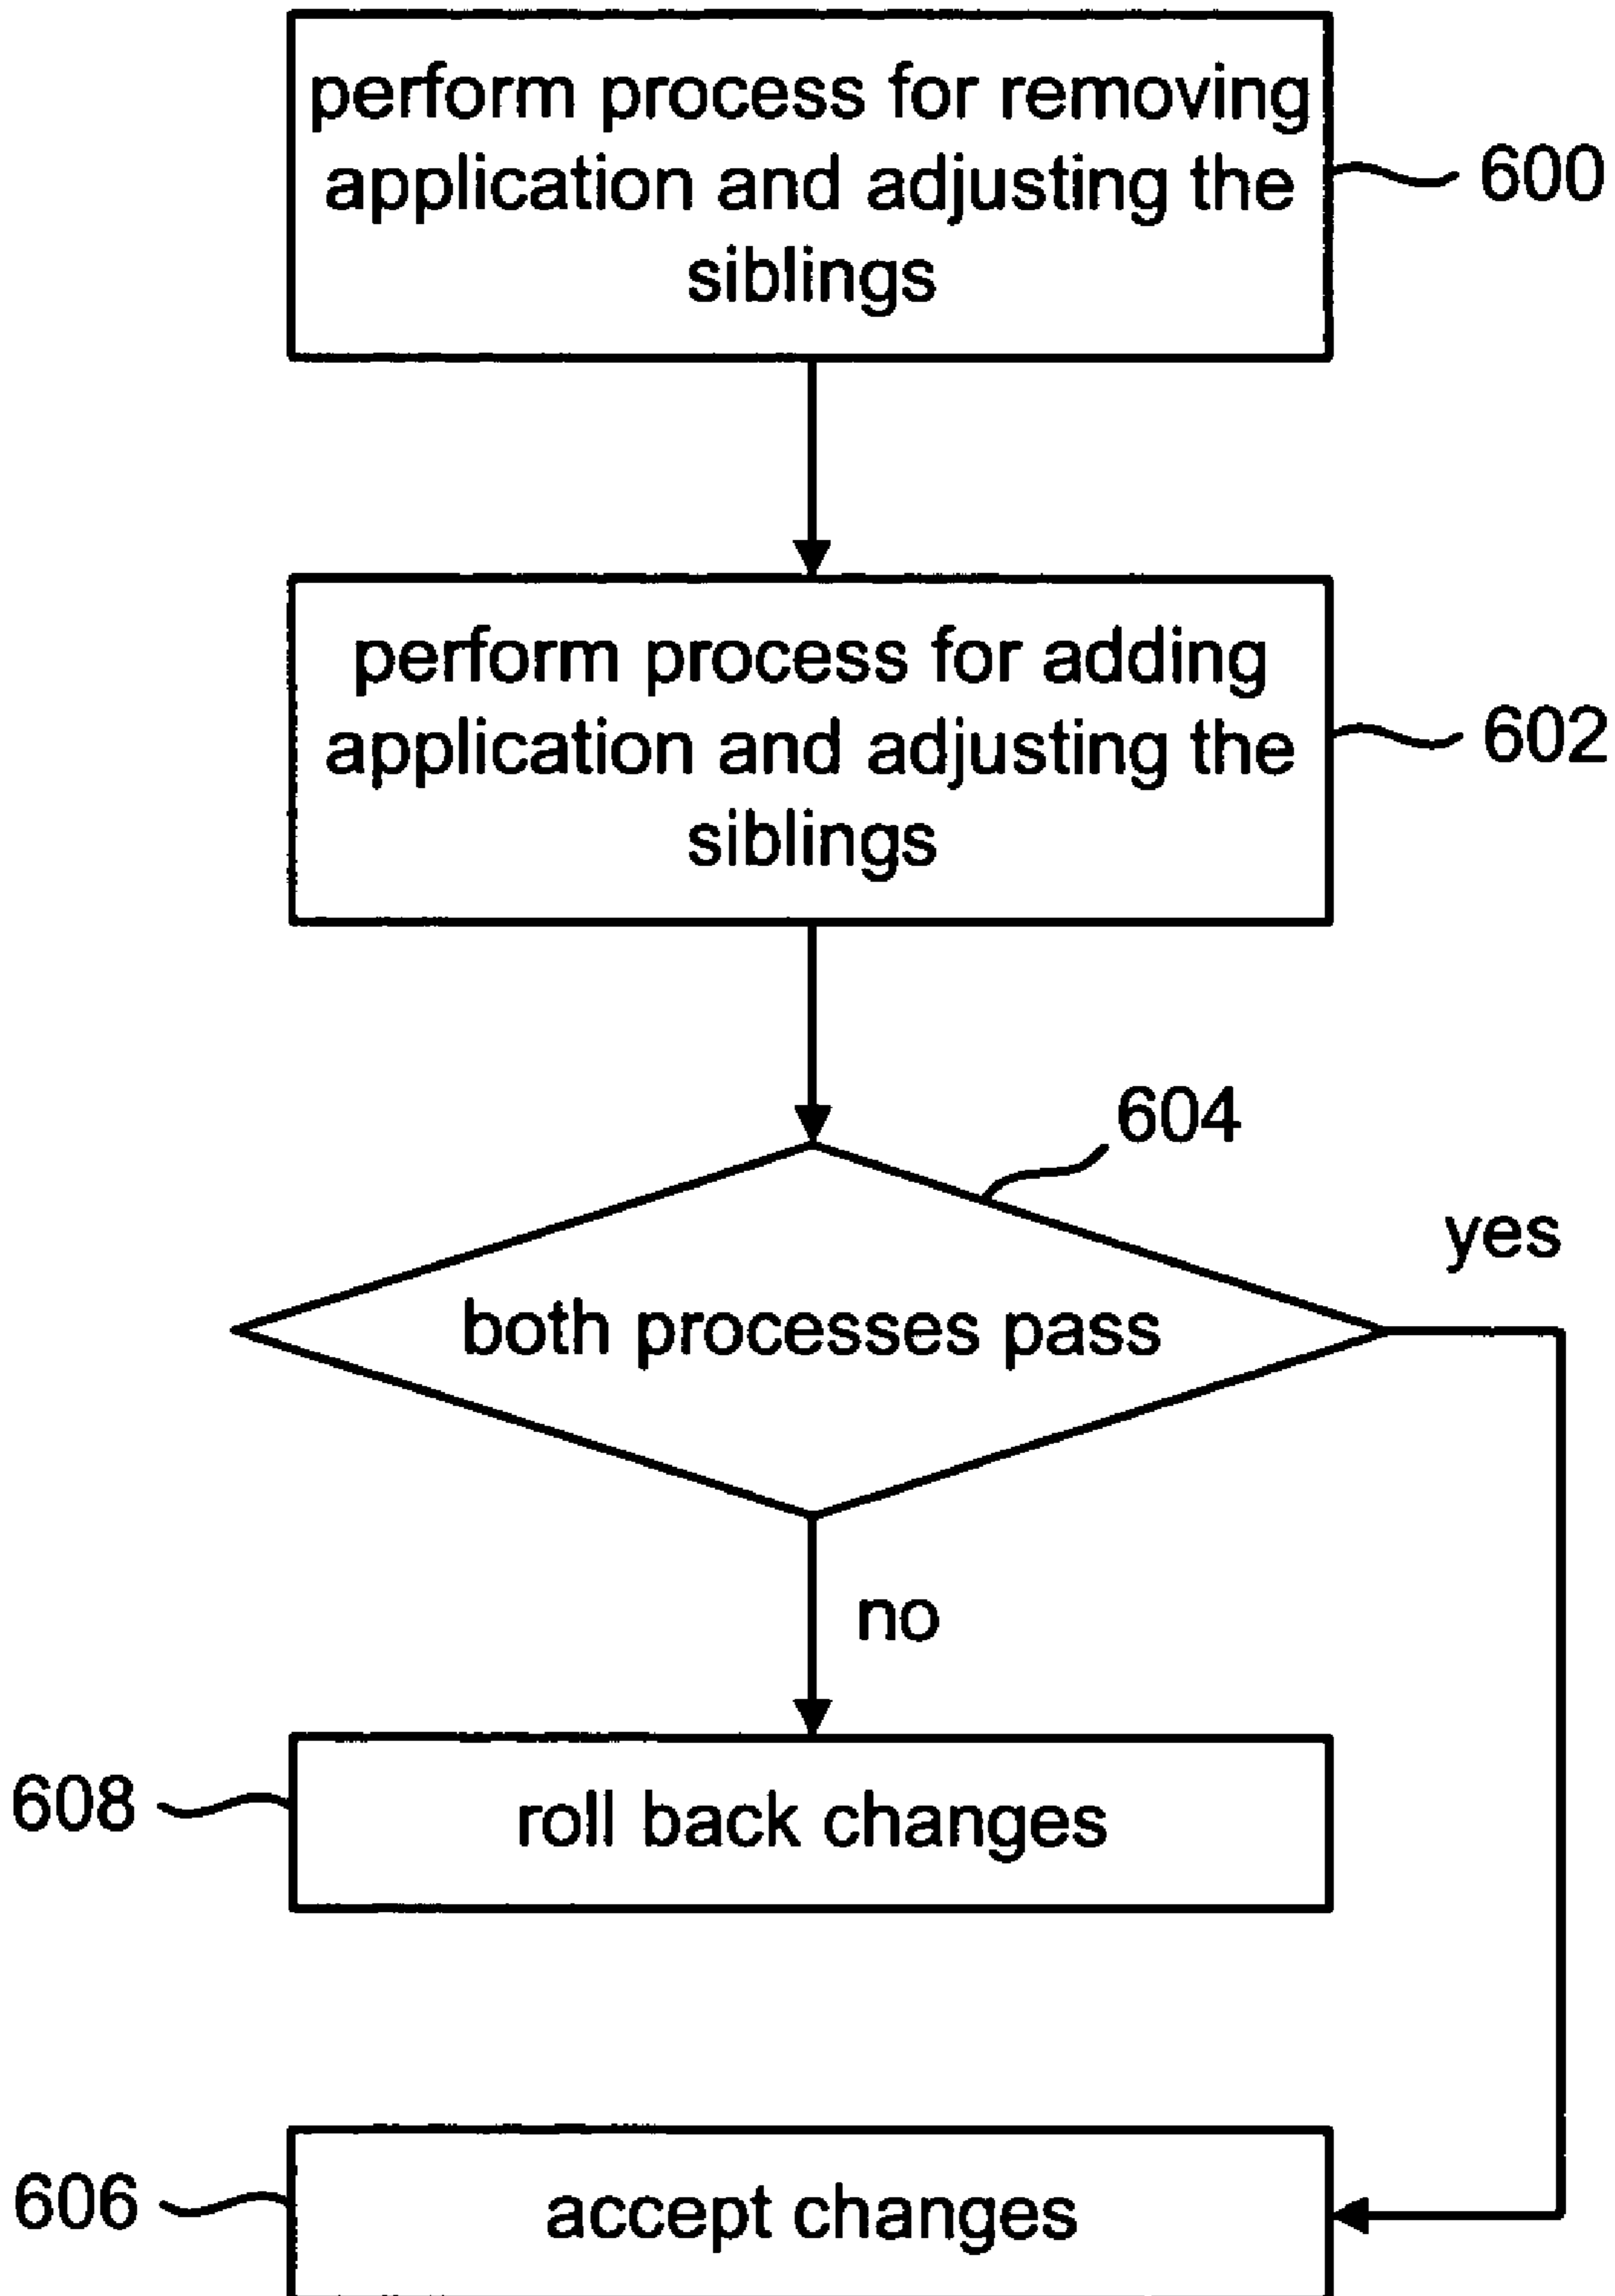 perform process for removing
application and adjusting the
siblings
600
perform process for adding
application and adjusting the
siblings
602
604
both processes pass
yes
no
608
roll back changes
606
accept changes